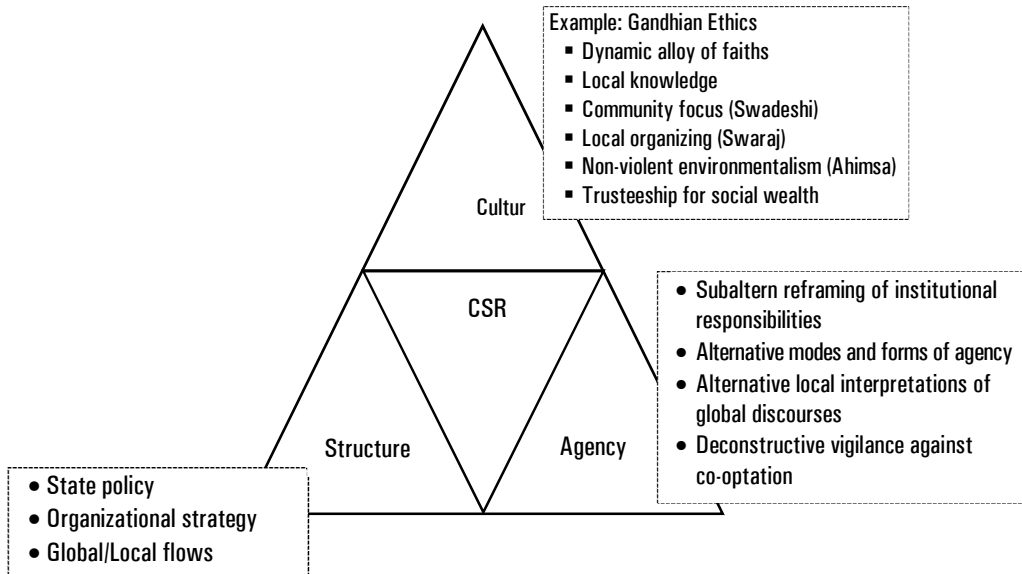 Example: Gandhian Ethics
▪ Dynamic alloy of faiths
▪ Local knowledge
▪ Community focus (Swadeshi)
▪ Local organizing (Swaraj)
▪ Non-violent environmentalism (Ahimsa)
▪ Trusteeship for social wealth
Cultur
CSR
• Subaltern reframing of institutional
responsibilities
• Alternative modes and forms of agency
• Alternative local interpretations of
global discourses
• Deconstructive vigilance against
co-optation
Structure
Agency
• State policy
• Organizational strategy
• Global/Local flows